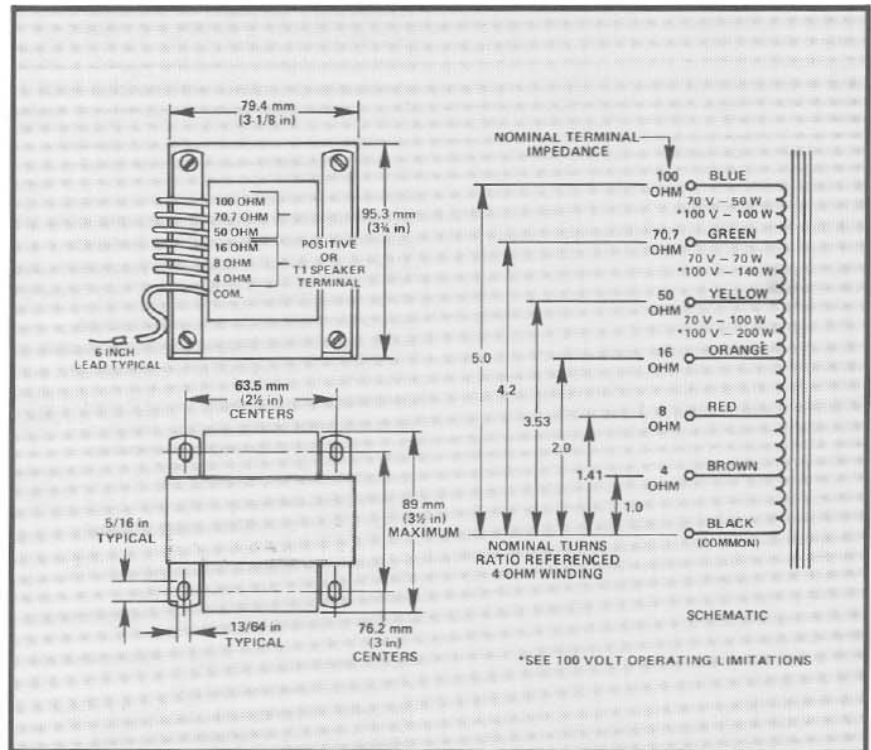 79.4 mm
(3-1/8 in)
100 OHM
70.7 OHM
50 OHM
16 OHM
8 OHM
4 OHM
COM.
POSITIVE
OR
T1 SPEAKER
TERMINAL
95.3 mm
(3¾ in)
6 INCH
LEAD TYPICAL
63.5 mm
(2½ in)
CENTERS
5/16 in
TYPICAL
89 mm
(3½ in)
MAXIMUM
13/64 in
TYPICAL
76.2 mm
(3 in)
CENTERS
NOMINAL TERMINAL
IMPEDANCE
100
OHM
BLUE
70 V – 50 W
*100 V – 100 W
70.7
OHM
GREEN
70 V – 70 W
*100 V – 140 W
50
OHM
YELLOW
70 V – 100 W
*100 V – 200 W
16
OHM
ORANGE
8
OHM
RED
4
OHM
BROWN
BLACK
(COMMON)
5.0
4.2
3.53
2.0
1.41
1.0
NOMINAL TURNS
RATIO REFERENCED
4 OHM WINDING
SCHEMATIC
*SEE 100 VOLT OPERATING LIMITATIONS